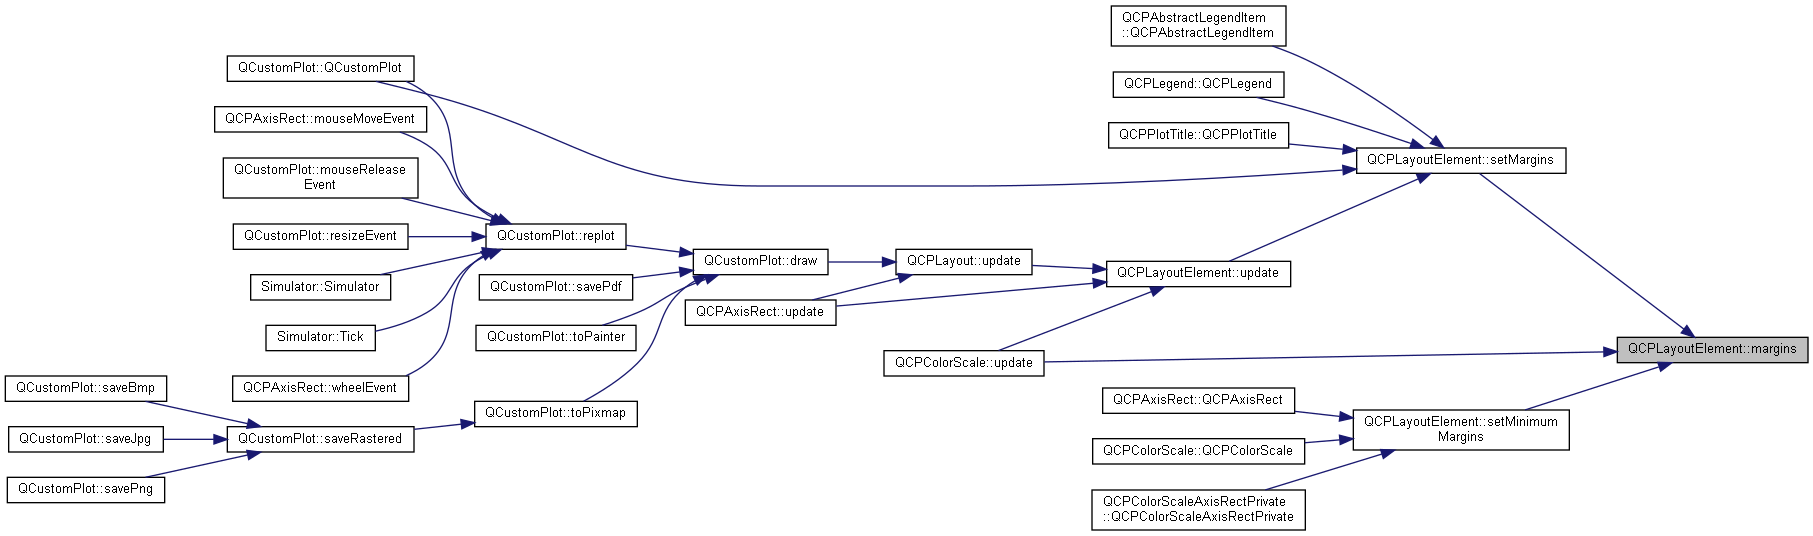 QCPAbstractLegendItem
::QCPAbstractLegendItem
QCustomPlot::QCustomPlot
QCPLegend::QCPLegend
QCPAxisRect::mouseMoveEvent
QCPPlotTitle::QCPPlotTitle
QCPLayoutElement::setMargins
QCustomPlot::mouseRelease
Event
QCustomPlot::resizeEvent
QCustomPlot::replot
QCustomPlot::draw
QCPLayout::update
QCPLayoutElement::update
Simulator::Simulator
QCustomPlot::savePdf
QCPAxisRect::update
Simulator::Tick
QCustomPlot::toPainter
QCPColorScale::update
QCPLayoutElement::margins
QCPAxisRect::wheelEvent
QCustomPlot::saveBmp
QCustomPlot::toPixmap
QCPAxisRect::QCPAxisRect
QCPLayoutElement::setMinimum
Margins
QCustomPlot::saveJpg
QCustomPlot::saveRastered
QCPColorScale::QCPColorScale
QCustomPlot::savePng
QCPColorScaleAxisRectPrivate
::QCPColorScaleAxisRectPrivate